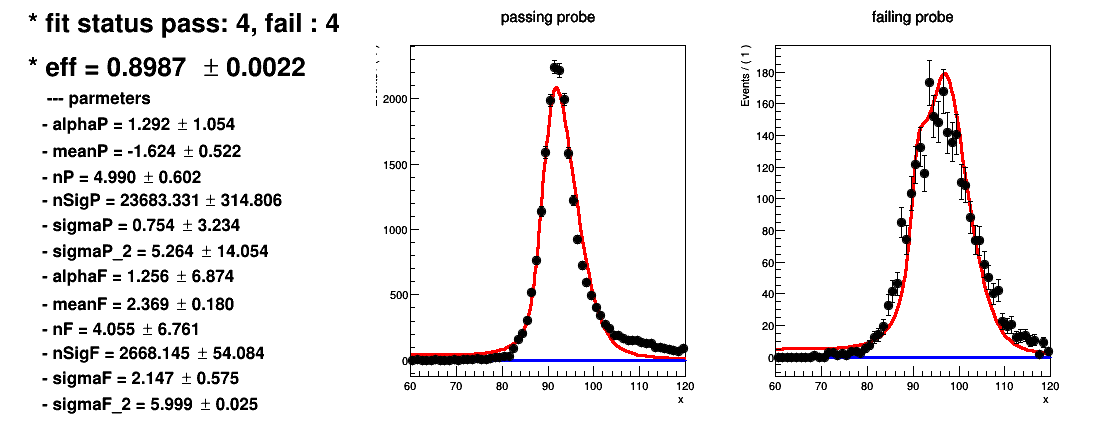 * fit status pass: 4, fail : 4
* eff = 0.8987 ± 0.0022
--- parmeters
- alphaP = 1.292 ± 1.054
- meanP = -1.624 ± 0.522
- nP = 4.990 ± 0.602
- nSigP = 23683.331 ± 314.806
- sigmaP = 0.754 ± 3.234
- sigmaP_2 = 5.264 ± 14.054
- alphaF = 1.256 ± 6.874
- meanF = 2.369 ± 0.180
- nF = 4.055 ± 6.761
- nSigF = 2668.145 ± 54.084
- sigmaF = 2.147 ± 0.575
- sigmaF_2 = 5.999 ± 0.025
passing probe
2000
1500
1000
500
0
60 70 80 90 100 110 120
x
failing probe
Events / ( 1 )
180
160
140
120
100
80
60
40
20
0
60 70 80 90 100 110 120
x